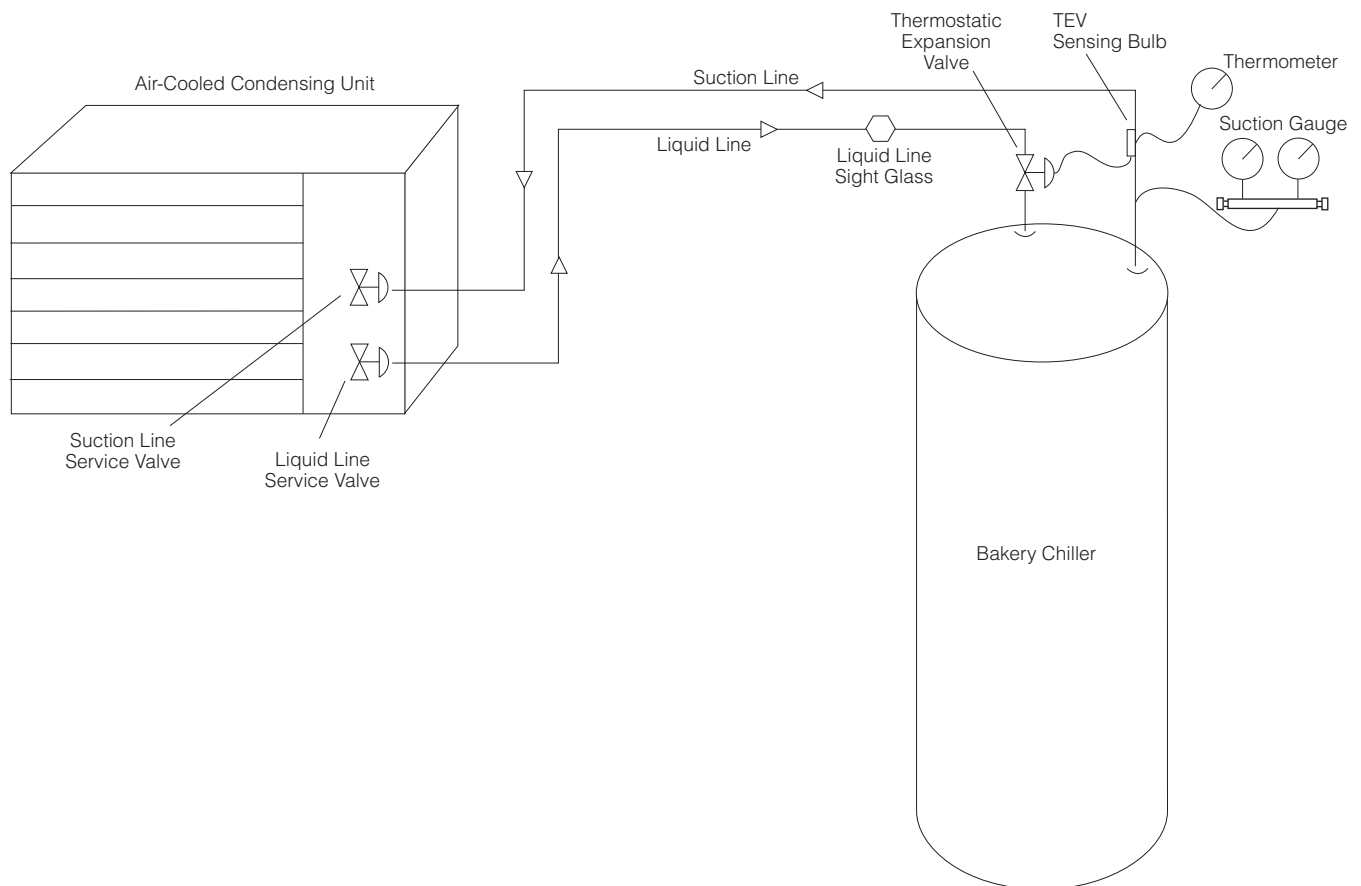 Thermostatic
Expansion
Valve
TEV
Sensing Bulb
Thermometer
Air-Cooled Condensing Unit
Suction Line
Suction Gauge
Liquid Line
Liquid Line
Sight Glass
Suction Line
Service Valve
Liquid Line
Service Valve
Bakery Chiller